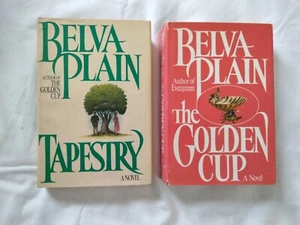 BELVA
PLAIN
AUTHOR OF
THE
GOLDEN
CUP
TAPESTRY
A NOVEL
BELVA
PLAIN
Author of
Evergreen
The
GOLDEN
CUP
A Novel